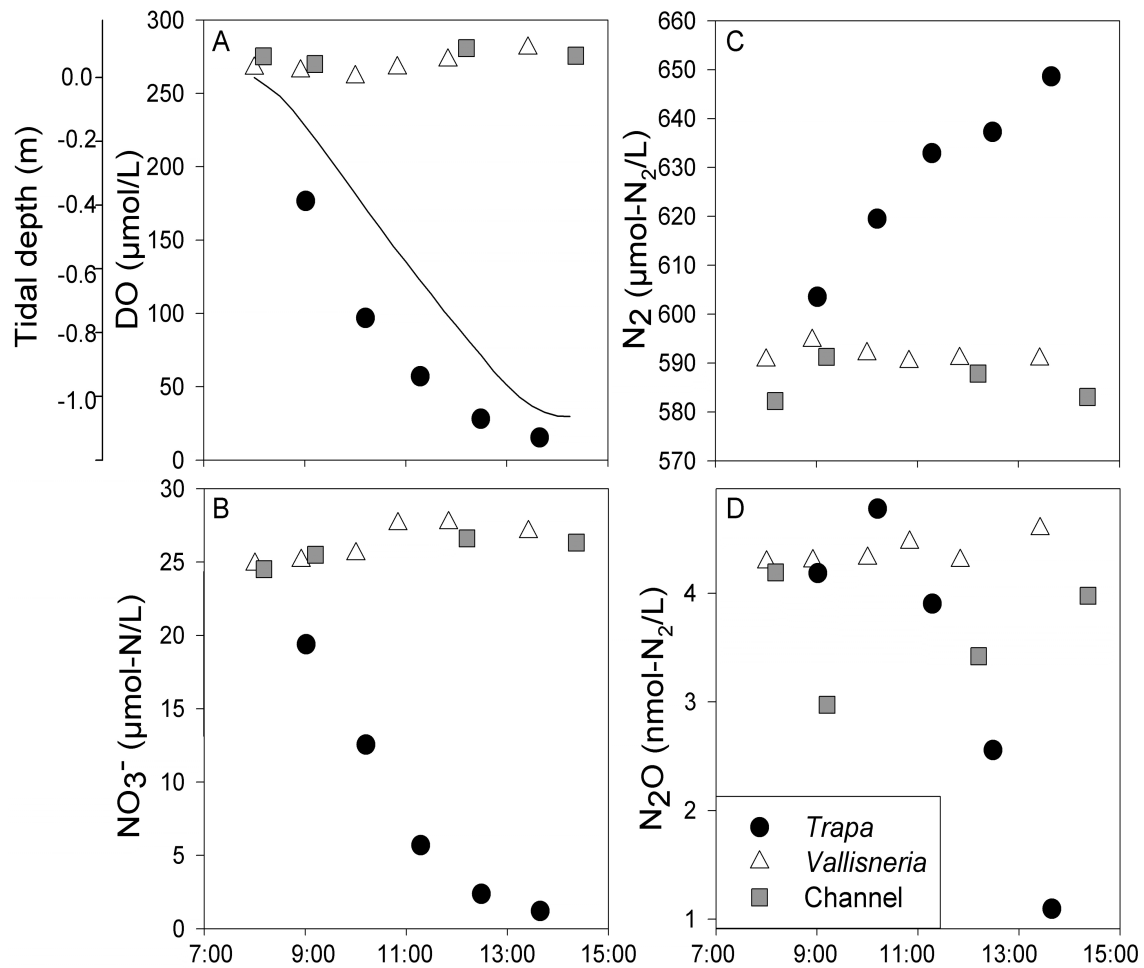 A
300
250
200
150
100
50
0
0.0
-0.2
-0.4
-0.6
-0.8
-1.0
Tidal depth (m)
DO (µmol/L)
C
660
650
640
630
620
610
600
590
580
570
N2 (µmol-N2/L)
B
30
25
20
15
10
5
0
NO3- (µmol-N/L)
7:00 9:00 11:00 13:00 15:00
D
4
3
2
1
N2O (nmol-N2/L)
Trapa
Vallisneria
Channel
7:00 9:00 11:00 13:00 15:00